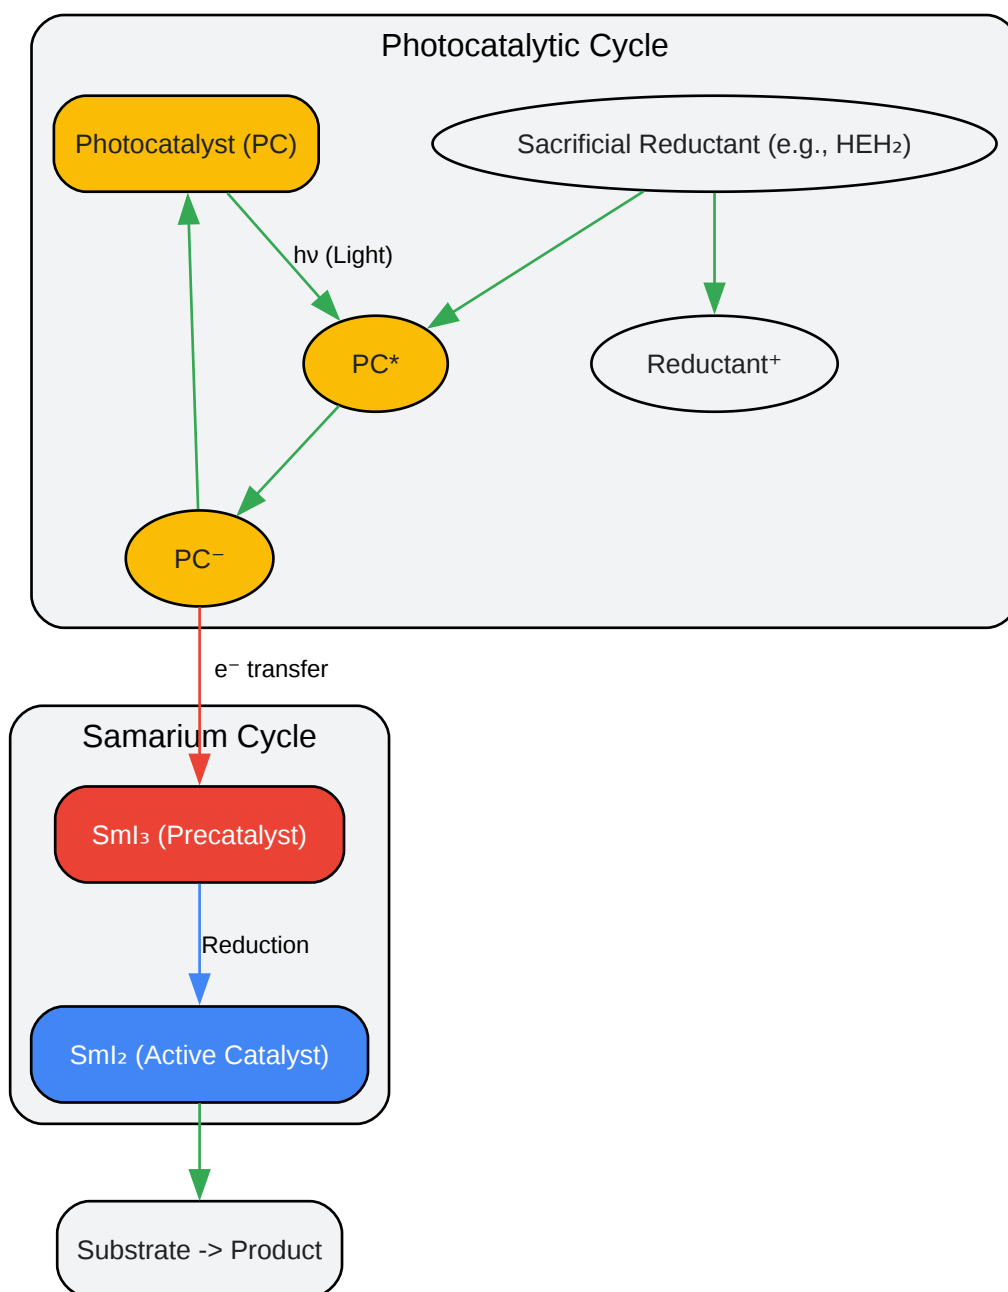 Photocatalytic Cycle
Photocatalyst (PC)
Sacrificial Reductant (e.g., HEH₂)
hν (Light)
PC*
Reductant⁺
PC⁻
e⁻ transfer
Samarium Cycle
SmI₃ (Precatalyst)
Reduction
SmI₂ (Active Catalyst)
Substrate -> Product